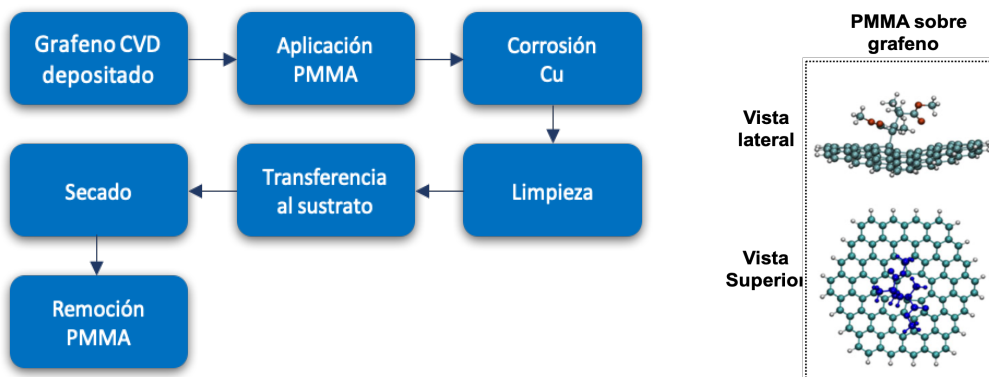 Grafeno CVD
depositado
Aplicación
PMMA
Corrosión
Cu
Limpieza
Transferencia
al sustrato
Secado
Remoción
PMMA
PMMA sobre
grafeno
Vista
lateral
Vista
Superior